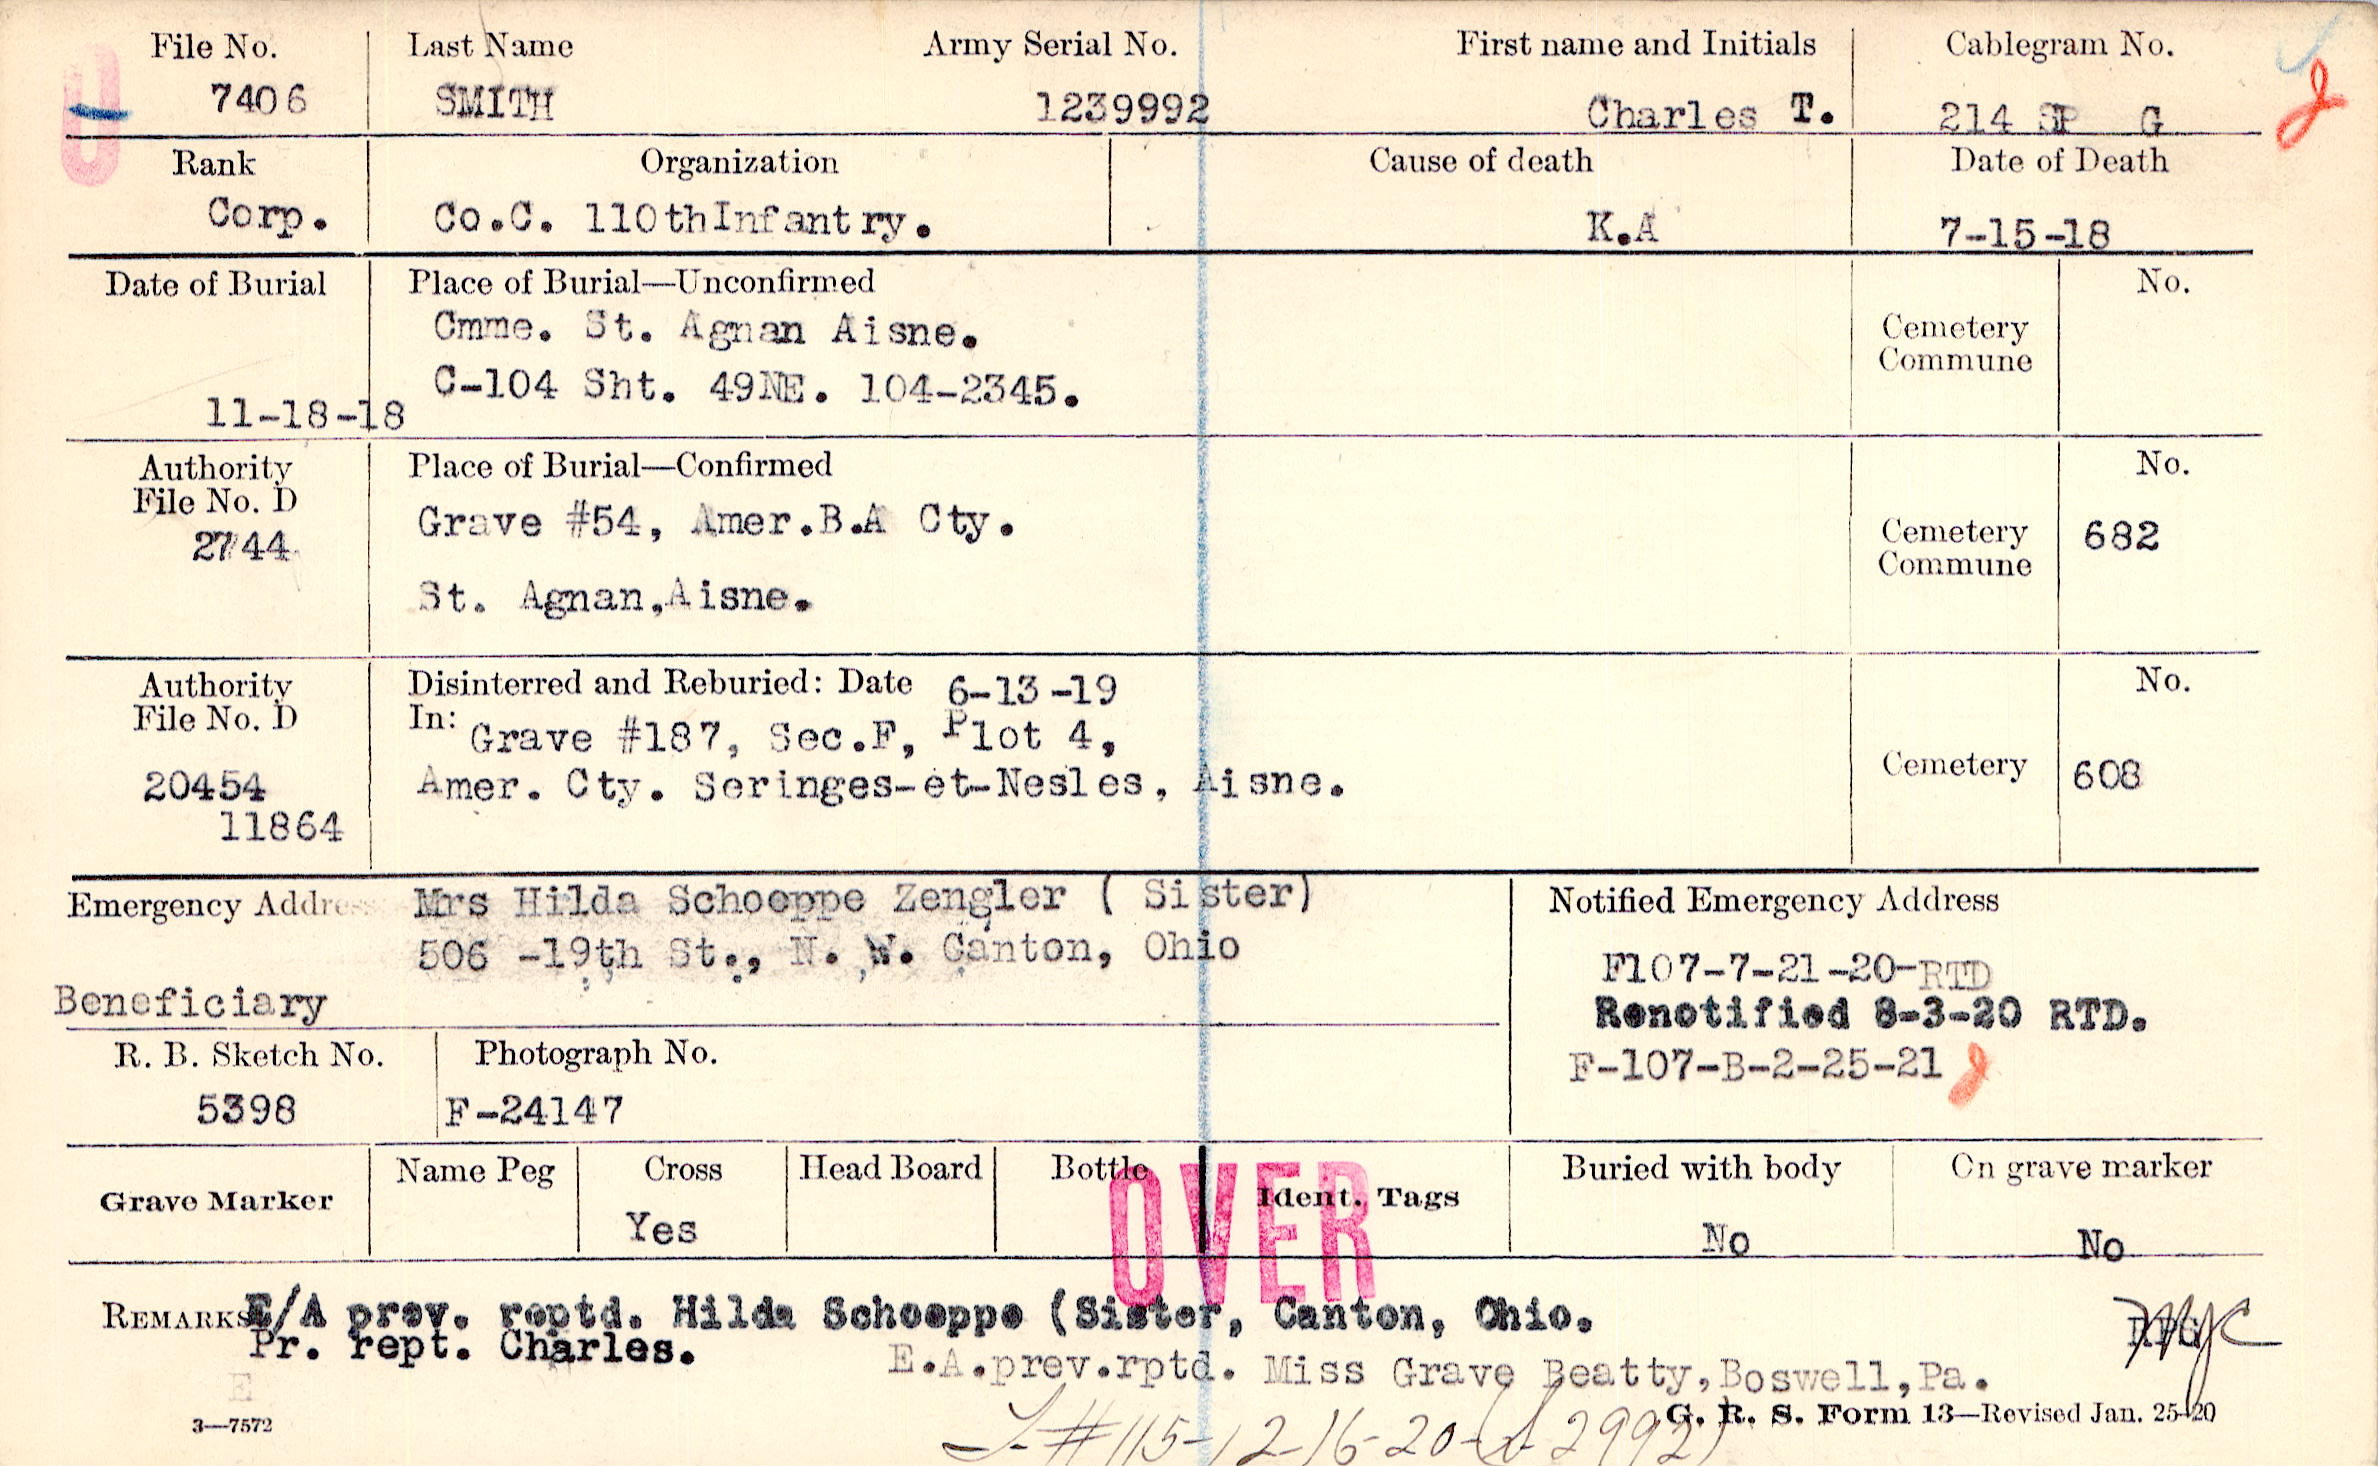 File No. Last Name Army Serial No. First name and Initials Cablegram No.
7406 SMITH 1239992 Charles T. 214 SP G
Rank Organization Cause of death Date of Death
Corp. Co.C. 110thInfantry. K.A 7-15-18
Date of Burial Place of Burial—Unconfirmed No.
Cmme. St. Agnan Aisne. Cemetery
Commune
C-104 Sht. 49NE. 104-2345.
11-18-18
Authority Place of Burial—Confirmed No.
File No. D
2744 Grave #54, Amer.B.A Cty. Cemetery 682
Commune
St. Agnan,Aisne.
Authority Disinterred and Reburied: Date 6-13-19 No.
File No. D In: Grave #187, Sec.F, Plot 4,
20454 Amer. Cty. Seringes-et-Nesles, Aisne. Cemetery 608
11864
Emergency Address Mrs Hilda Schoeppe Zengler ( Sister) Notified Emergency Address
506 -19th St., N. W. Canton, Ohio F107-7-21-20-RTD
Beneficiary Renotified 8-3-20 RTD.
R. B. Sketch No. Photograph No. F-107-B-2-25-21
5398 F-24147
Grave Marker Name Peg Cross Head Board Bottle Ident. Tags Buried with body On grave marker
Yes No No
OVER
REMARKS E/A prev. reptd. Hilda Schoeppe (Sister, Canton, Ohio.
Pr. rept. Charles.
E.A.prev.rptd. Miss Grave Beatty,Boswell,Pa.
E
3—7572 G. R. S. Form 13—Revised Jan. 25-20
#115-12-16-20-